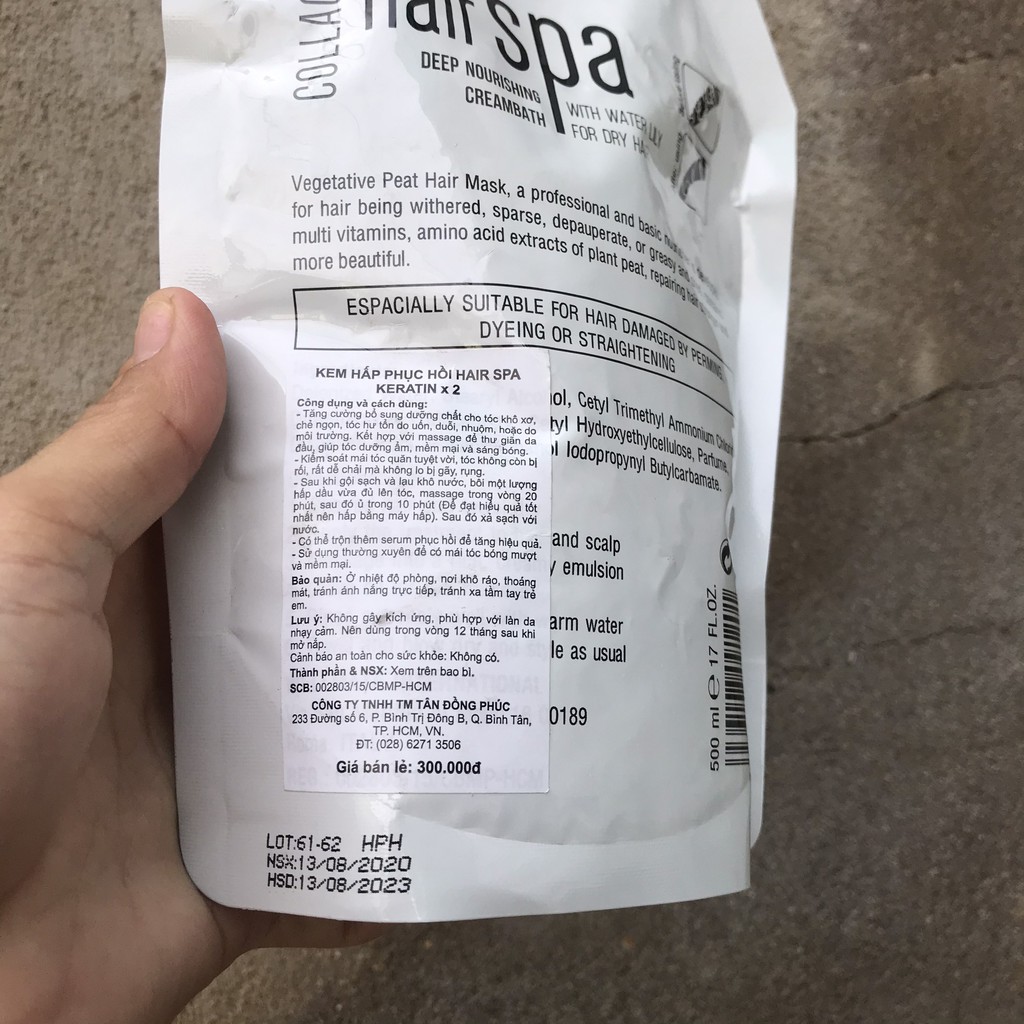 hair spa
DEEP NOURISHING
CREAMBATH
WITH WATER LILY
FOR DRY
Vegetative Peat Hair Mask, a professional and basic
for hair being withered, sparse, depauperate, or greasy
multi vitamins, amino acid extracts of plant peat, repairing hair
more beautiful.
ESPACIALLY SUITABLE FOR HAIR DAMAGED BY PERMING
DYEING OR STRAIGHTENING
Cetyl Trimethyl Ammonium
Hydroxyethylcellulose, Parfume,
Iodopropynyl Butylcarbamate.
and scalp
emulsion
water
as usual
00189
KEM HẤP PHỤC HỒI HAIR SPA
KERATIN x 2
Công dụng và cách dùng:
- Tăng cường bổ sung dưỡng chất cho tóc khô xơ,
chẻ ngọn, tóc hư tổn do uốn, duỗi, nhuộm, hoặc do
môi trường. Kết hợp với massage để thư giãn da
đầu, giúp tóc dưỡng ẩm, mềm mại và sáng bóng.
- Kiểm soát mái tóc quăn tuyệt vời, tóc không còn bị
rối, rất dễ chải mà không lo bị gãy, rụng.
- Sau khi gội sạch và lau khô nước, bôi một lượng
hấp dầu vừa đủ lên tóc, massage trong vòng 20
phút, sau đó ủ trong 10 phút (Để đạt hiệu quả tốt
nhất nên hấp bằng máy hấp). Sau đó xả sạch với
nước.
- Có thể trộn thêm serum phục hồi để tăng hiệu quả.
- Sử dụng thường xuyên để có mái tóc bóng mượt
và mềm mại.
Bảo quản: Ở nhiệt độ phòng, nơi khô ráo, thoáng
mát, tránh ánh nắng trực tiếp, tránh xa tầm tay trẻ
em.
Lưu ý: Không gây kích ứng, phù hợp với làn da
nhạy cảm. Nên dùng trong vòng 12 tháng sau khi
mở nắp.
Cảnh báo an toàn cho sức khỏe: Không có.
Thành phần & NSX: Xem trên bao bì.
SCB: 002803/15/CBMP-HCM
CÔNG TY TNHH TM TÂN ĐỒNG PHÚC
233 Đường số 6, P. Bình Trị Đông B, Q. Bình Tân,
TP. HCM, VN.
ĐT: (028) 6271 3506
Giá bán lẻ: 300.000đ
500 ml e 17 FL.OZ.
LOT:61-62 HPH
NSX:13/08/2020
HSD:13/08/2023